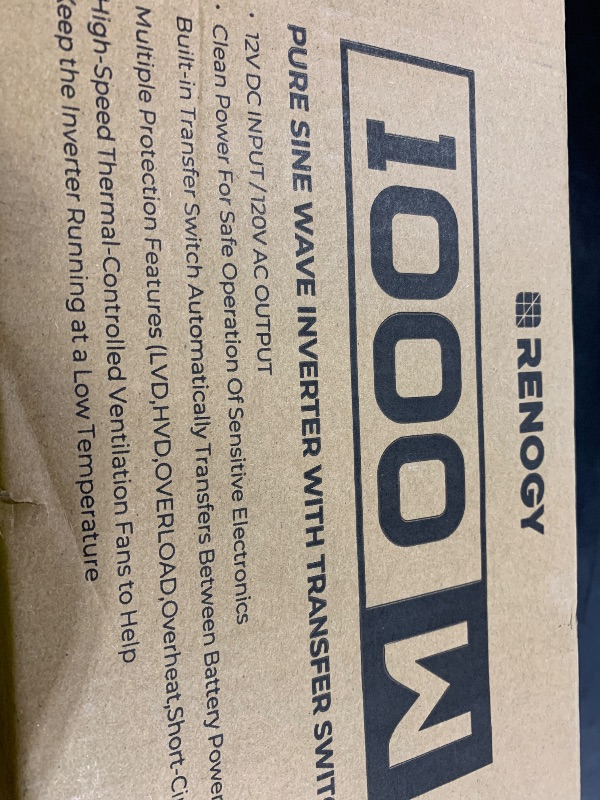 RENOGY
1000 W
PURE SINE WAVE INVERTER WITH TRANSFER
• 12V DC INPUT / 120V AC OUTPUT
• Clean Power For Safe Operation Of Sensitive Electronics
Built-in Transfer Switch Automatically Transfers Between Battery Power
Multiple Protection Features (LVD,HVD,OVERLOAD,Overheat,
High-Speed Thermal-Controlled Ventilation Fans to Help
Keep the Inverter Running at a Low Temperature